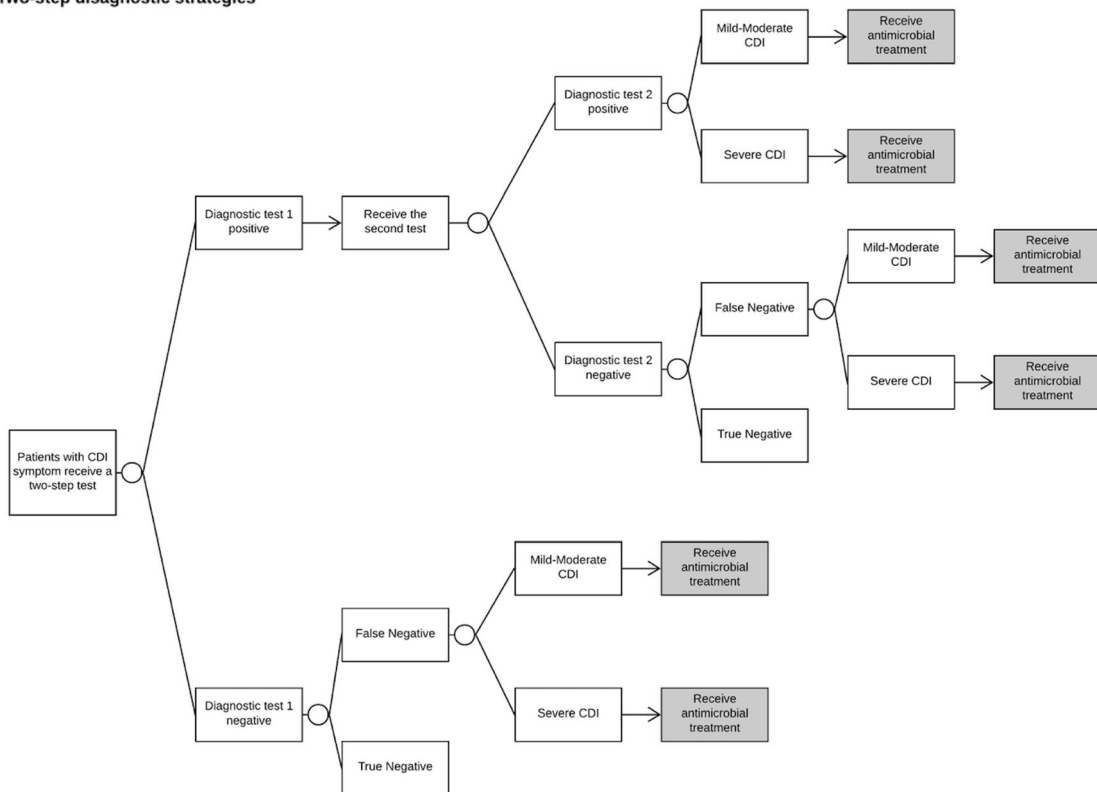 Two-step disagnostic strategies
Mild-Moderate
CDI
Receive
antimicrobial
treatment
Diagnostic test 2
positive
Severe CDI
Receive
antimicrobial
treatment
Diagnostic test 1
positive
Receive the
second test
Mild-Moderate
CDI
Receive
antimicrobial
treatment
False Negative
Diagnostic test 2
negative
Severe CDI
Receive
antimicrobial
treatment
True Negative
Patients with CDI
symptom receive a
two-step test
Mild-Moderate
CDI
Receive
antimicrobial
treatment
False Negative
Diagnostic test 1
negative
Severe CDI
Receive
antimicrobial
treatment
True Negative